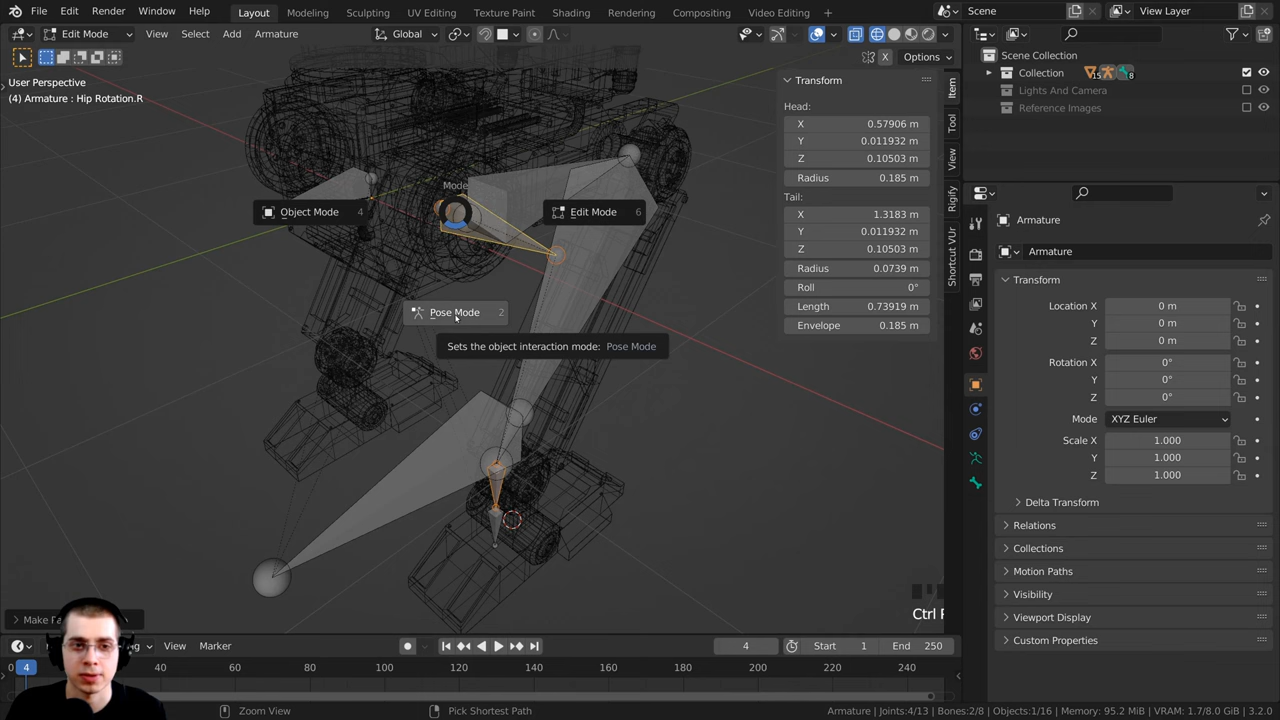 File Edit Render Window Help Layout Modeling Sculpting UV Editing Texture Paint Shading Rendering Compositing Video Editing + Scene View Layer
Edit Mode View Select Add Armature Global
X Options
User Perspective
(4) Armature : Hip Rotation.R
Transform
Head:
X 0.57906 m
Y 0.011932 m
Z 0.10503 m
Radius 0.185 m
Tail:
X 1.3183 m
Y 0.011932 m
Z 0.10503 m
Radius 0.0739 m
Roll 0°
Length 0.73919 m
Envelope 0.185 m
Item
Tool
View
Rigify
Shortcut VUr
Mode
Object Mode 4
Edit Mode 6
Pose Mode 2
Sets the object interaction mode: Pose Mode
Scene Collection
Collection 15 8
Lights And Camera
Reference Images
Armature
Armature
Transform
Location X 0 m
Y 0 m
Z 0 m
Rotation X 0°
Y 0°
Z 0°
Mode XYZ Euler
Scale X 1.000
Y 1.000
Z 1.000
Delta Transform
Relations
Collections
Motion Paths
Visibility
Viewport Display
Custom Properties
View Marker 4 Start 1 End 250
0 4 40 60 80 100 120 140 160 180 200 220 240
Zoom View Pick Shortest Path Armature | Joints:4/13 | Bones:2/8 | Objects:1/16 | Memory: 95.2 MiB | VRAM: 1.7/8.0 GiB | 3.2.0